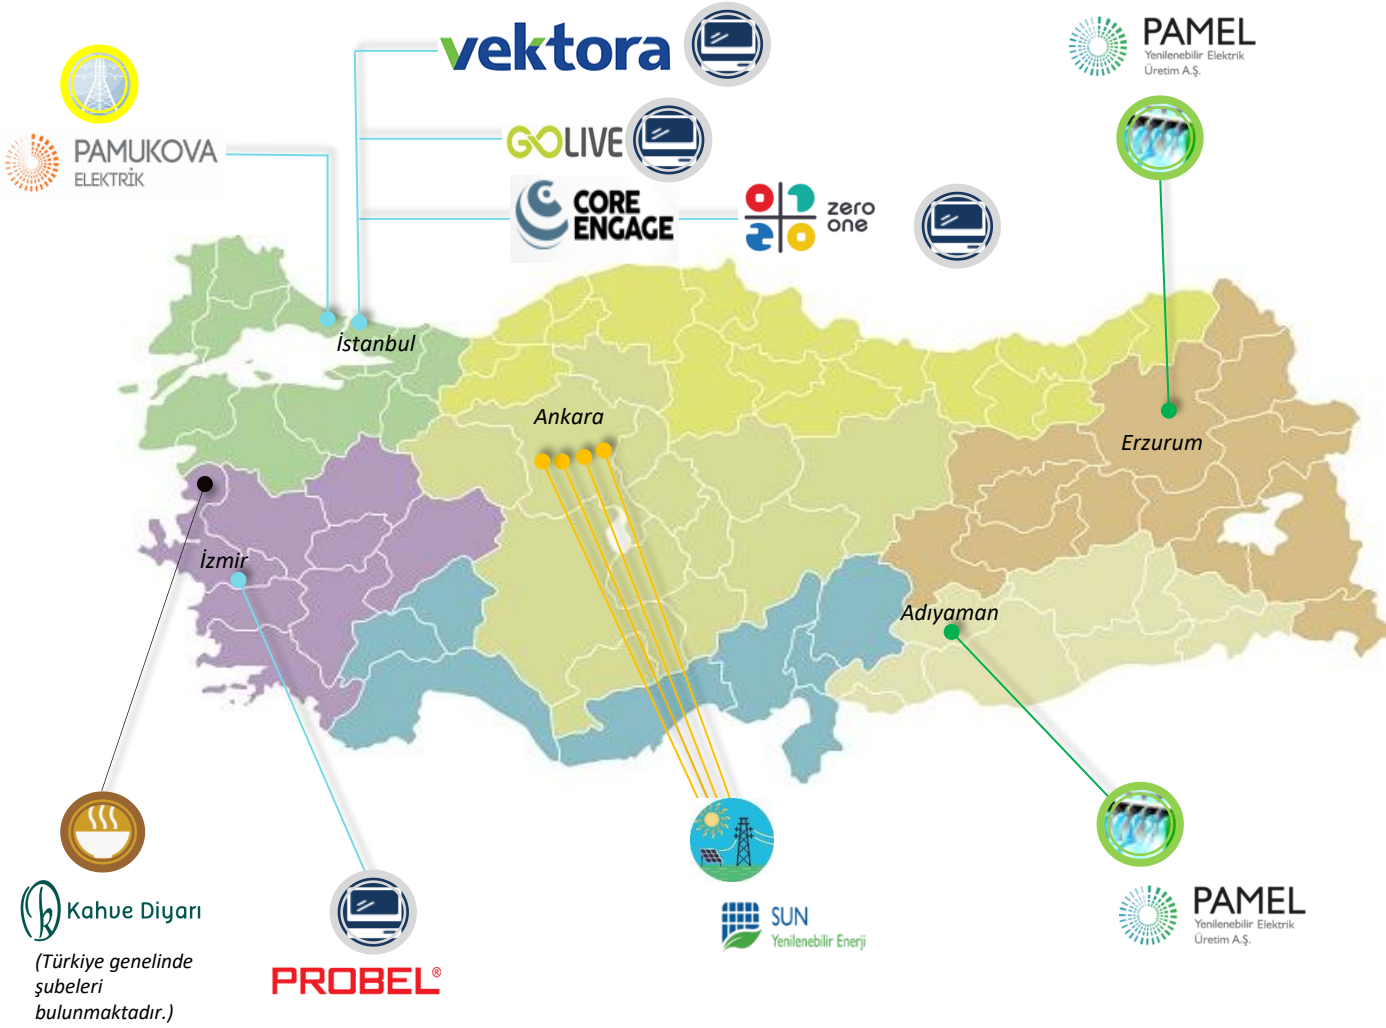 vektora
PAMEL
Yenilenebilir Elektrik
Üretim A.Ş.
PAMUKOVA
ELEKTRİK
GOLIVE
CORE
ENGAGE
zero
one
İstanbul
Ankara
Erzurum
İzmir
Adıyaman
Kahve Diyarı
(Türkiye genelinde
şubeleri
bulunmaktadır.)
PROBEL®
SUN
Yenilenebilir Enerji
PAMEL
Yenilenebilir Elektrik
Üretim A.Ş.